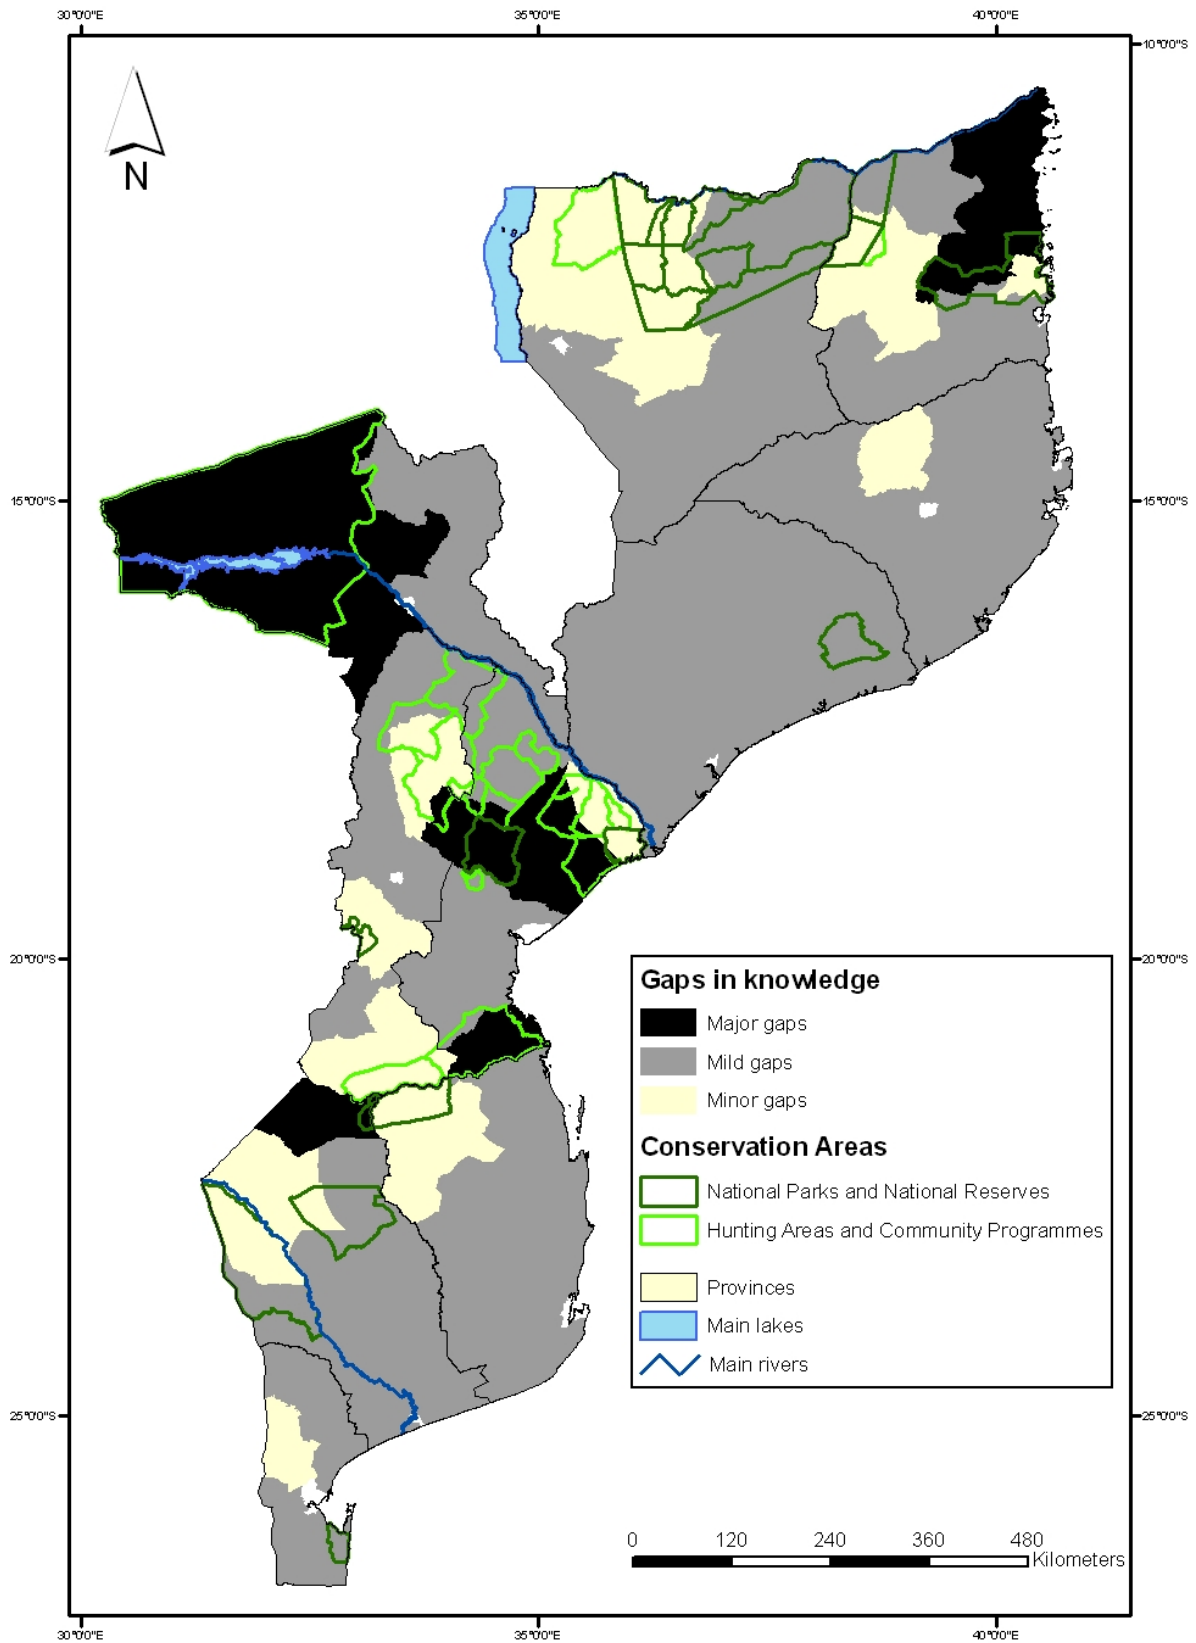 30°0'0"E 35°0'0"E 40°0'0"E
10°0'0"S
N
15°0'0"S 15°0'0"S
20°0'0"S 20°0'0"S
Gaps in knowledge
Major gaps
Mild gaps
Minor gaps
Conservation Areas
National Parks and National Reserves
Hunting Areas and Community Programmes
Provinces
Main lakes
Main rivers
25°0'0"S 25°0'0"S
0 120 240 360 480
Kilometers
30°0'0"E 35°0'0"E 40°0'0"E